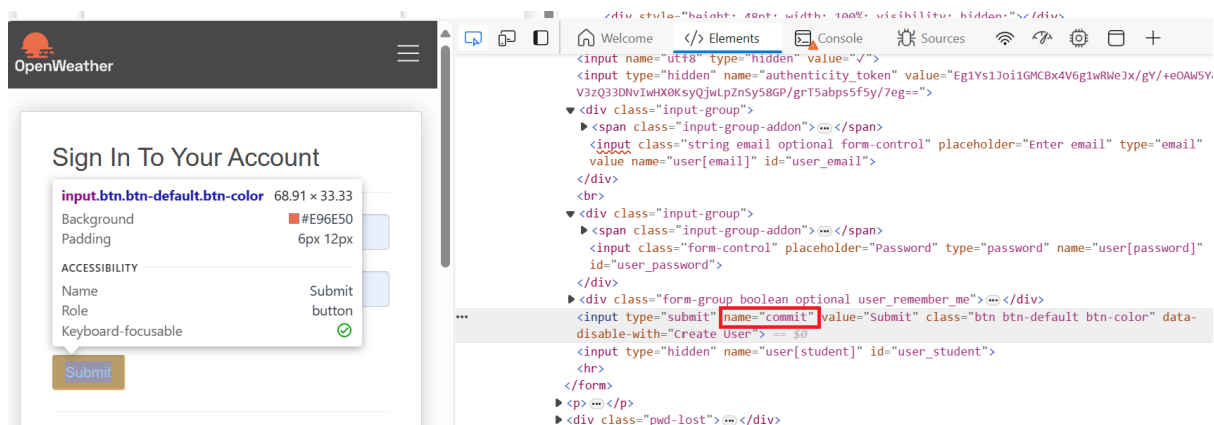 <div style="height: 48pt; width: 100%; visibility: hidden;"></div>
OpenWeather
Welcome </> Elements Console Sources
<input name="utf8" type="hidden" value="✓">
<input type="hidden" name="authenticity_token" value="Eg1Ys1Joi1GMCBx4V6g1wRWeJx/gY/+eOAW5Y
V3zQ33DNvIwHX0KsyQjwLpZnSy58GP/grT5abps5f5y/7eg==">
<div class="input-group">
<span class="input-group-addon">…</span>
<input class="string email optional form-control" placeholder="Enter email" type="email"
value name="user[email]" id="user_email">
</div>
<br>
<div class="input-group">
<span class="input-group-addon">…</span>
<input class="form-control" placeholder="Password" type="password" name="user[password]"
id="user_password">
</div>
<div class="form-group boolean optional user_remember_me">…</div>
… <input type="submit" name="commit" value="Submit" class="btn btn-default btn-color" data-
disable-with="Create User"> == $0
<input type="hidden" name="user[student]" id="user_student">
<hr>
</form>
<p>…</p>
<div class="pwd-lost">…</div>
Sign In To Your Account
input.btn.btn-default.btn-color 68.91 × 33.33
Background #E96E50
Padding 6px 12px
ACCESSIBILITY
Name Submit
Role button
Keyboard-focusable
Submit